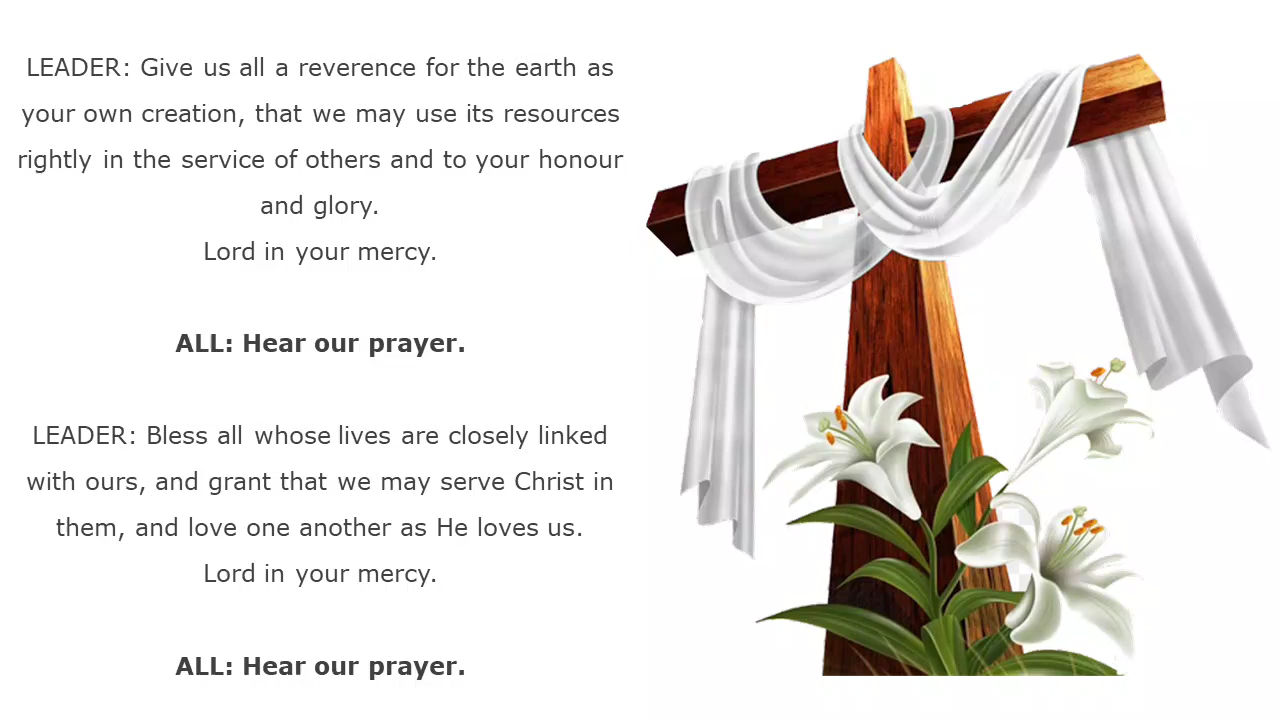 LEADER: Give us all a reverence for the earth as
your own creation, that we may use its resources
rightly in the service of others and to your honour
and glory.
Lord in your mercy.
ALL: Hear our prayer.
LEADER: Bless all whose lives are closely linked
with ours, and grant that we may serve Christ in
them, and love one another as He loves us.
Lord in your mercy.
ALL: Hear our prayer.